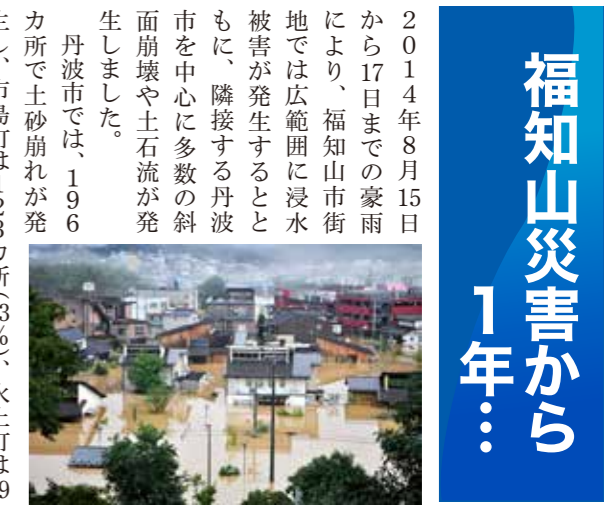 福知山災害から
1年…
２０１４年８月15日
から17日までの豪雨
により、福知山市街
地では広範囲に浸水
被害が発生するとと
もに、隣接する丹波
市を中心に多数の斜
面崩壊や土石流が発
生しました。
丹波市では、１９６
カ所で土砂崩れが発